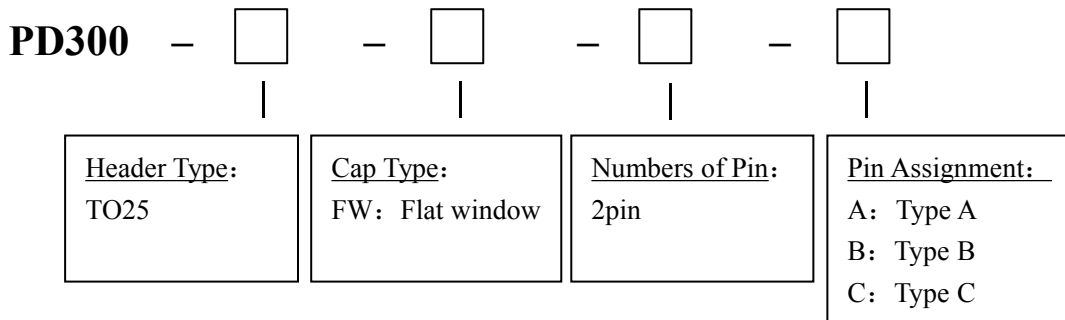 PD300 – □ – □ – □ – □
Header Type：
TO25
Cap Type：
FW：Flat window
Numbers of Pin：
2pin
Pin Assignment：
A：Type A
B：Type B
C：Type C